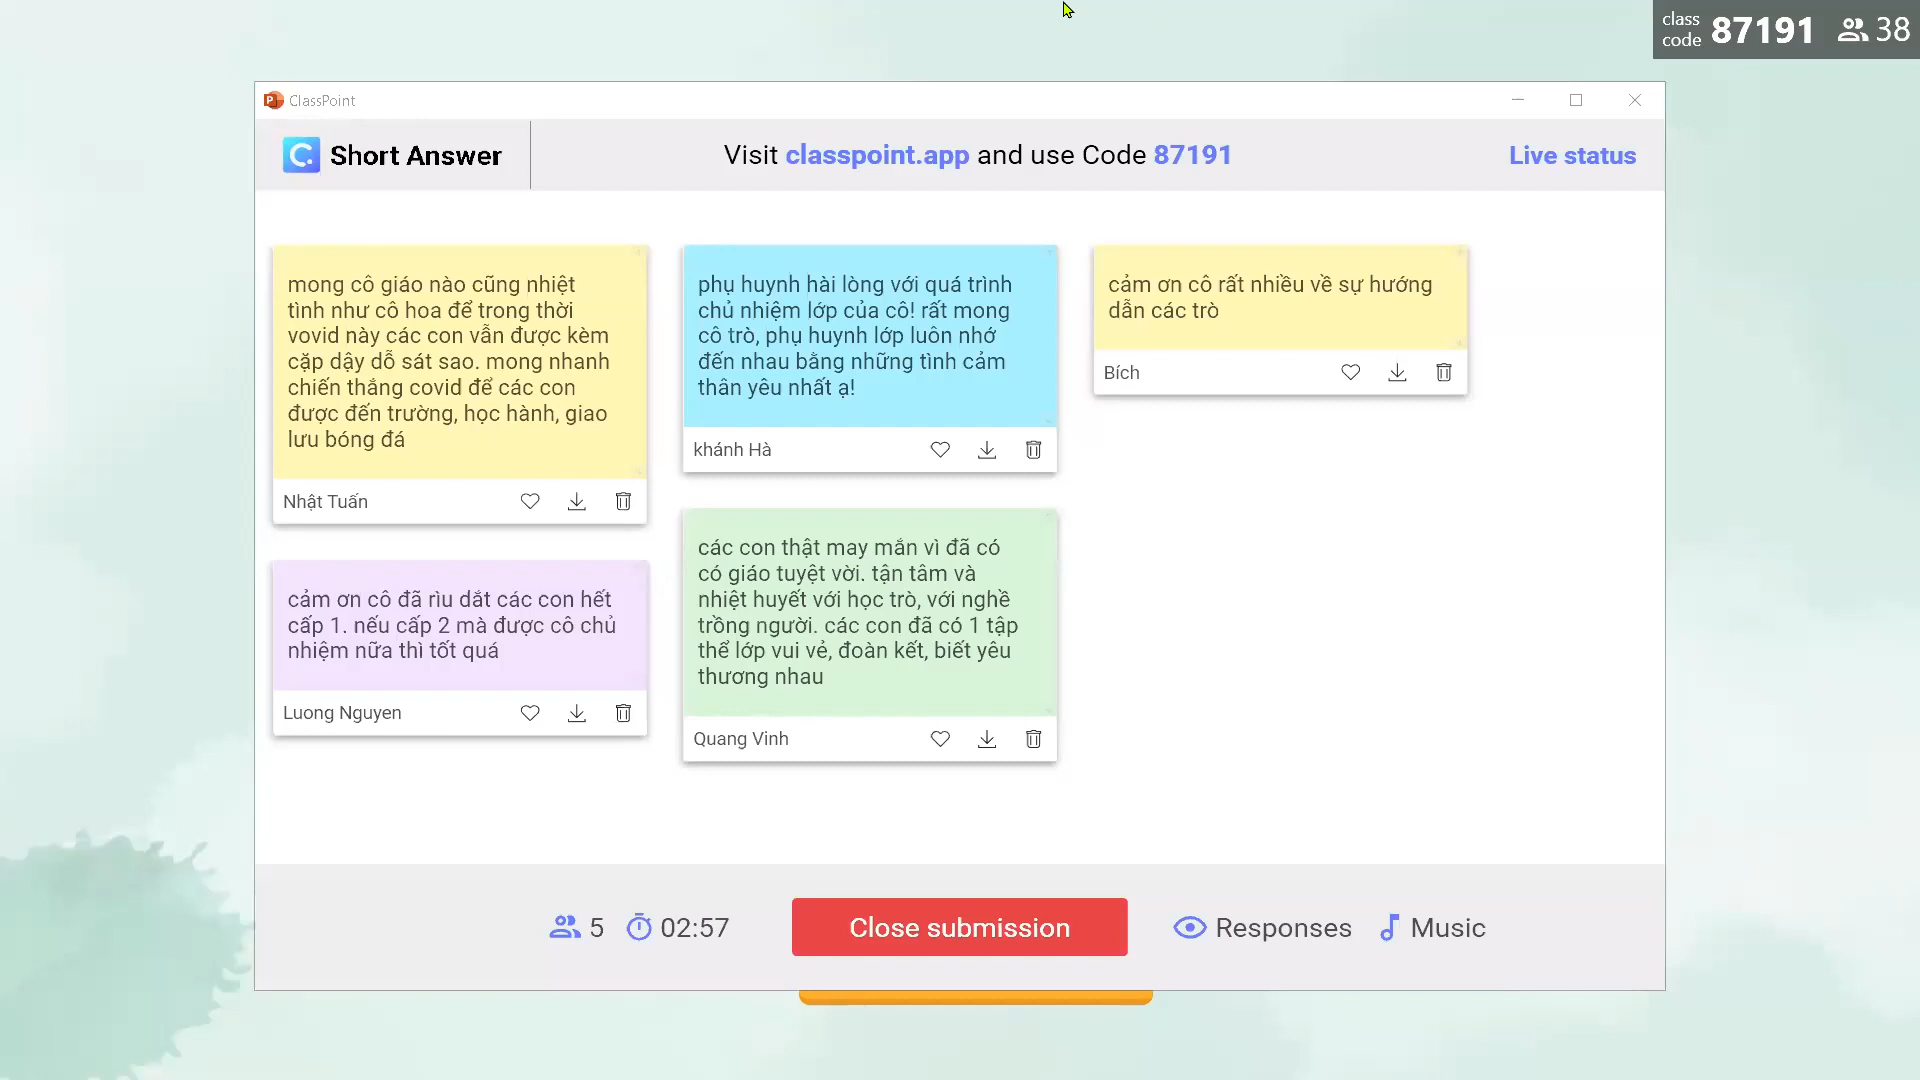 class
code 87191 38
ClassPoint
Short Answer
Visit classpoint.app and use Code 87191
Live status
mong cô giáo nào cũng nhiệt
tình như cô hoa để trong thời
vovid này các con vẫn được kèm
cặp dậy dỗ sát sao. mong nhanh
chiến thắng covid để các con
được đến trường, học hành, giao
lưu bóng đá
Nhật Tuấn
cảm ơn cô đã rìu dắt các con hết
cấp 1. nếu cấp 2 mà được cô chủ
nhiệm nữa thì tốt quá
Luong Nguyen
phụ huynh hài lòng với quá trình
chủ nhiệm lớp của cô! rất mong
cô trò, phụ huynh lớp luôn nhớ
đến nhau bằng những tình cảm
thân yêu nhất ạ!
khánh Hà
các con thật may mắn vì đã có
có giáo tuyệt vời. tận tâm và
nhiệt huyết với học trò, với nghề
trồng người. các con đã có 1 tập
thể lớp vui vẻ, đoàn kết, biết yêu
thương nhau
Quang Vinh
cảm ơn cô rất nhiều về sự hướng
dẫn các trò
Bích
5 02:57
Close submission
Responses
Music